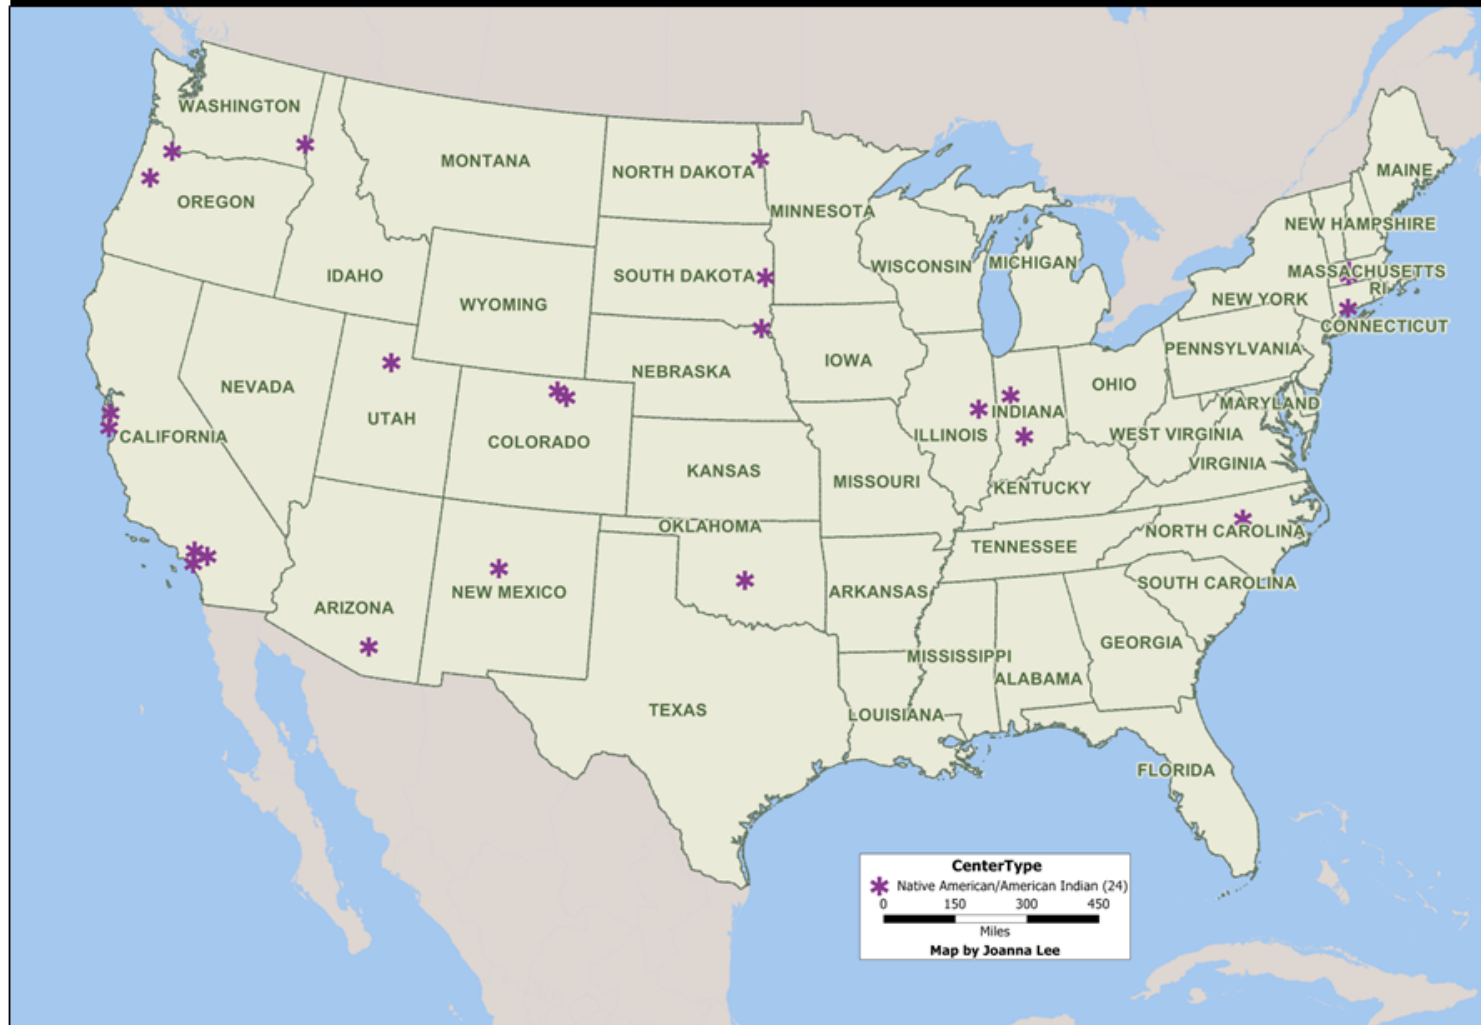 WASHINGTON
MONTANA
NORTH DAKOTA
MINNESOTA
MAINE
OREGON
IDAHO
WYOMING
SOUTH DAKOTA
WISCONSIN
MICHIGAN
NEW HAMPSHIRE
MASSACHUSETTS
RI
NEW YORK
CONNECTICUT
NEVADA
UTAH
COLORADO
NEBRASKA
IOWA
ILLINOIS
INDIANA
OHIO
PENNSYLVANIA
MARYLAND
CALIFORNIA
KANSAS
MISSOURI
KENTUCKY
WEST VIRGINIA
VIRGINIA
ARIZONA
NEW MEXICO
OKLAHOMA
ARKANSAS
TENNESSEE
NORTH CAROLINA
SOUTH CAROLINA
TEXAS
LOUISIANA
MISSISSIPPI
ALABAMA
GEORGIA
FLORIDA
CenterType
Native American/American Indian (24)
0 150 300 450
Miles
Map by Joanna Lee